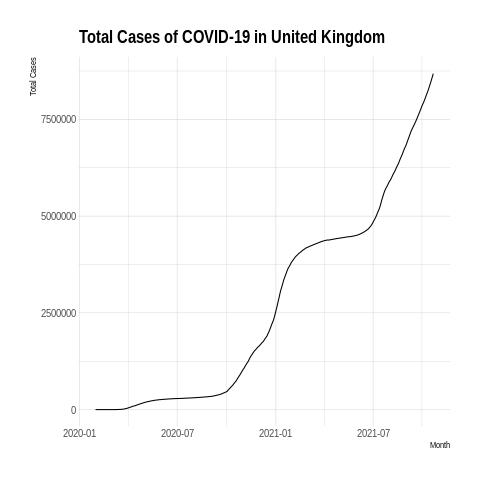 Total Cases of COVID-19 in United Kingdom
Total Cases
7500000
5000000
2500000
0
2020-01 2020-07 2021-01 2021-07
Month